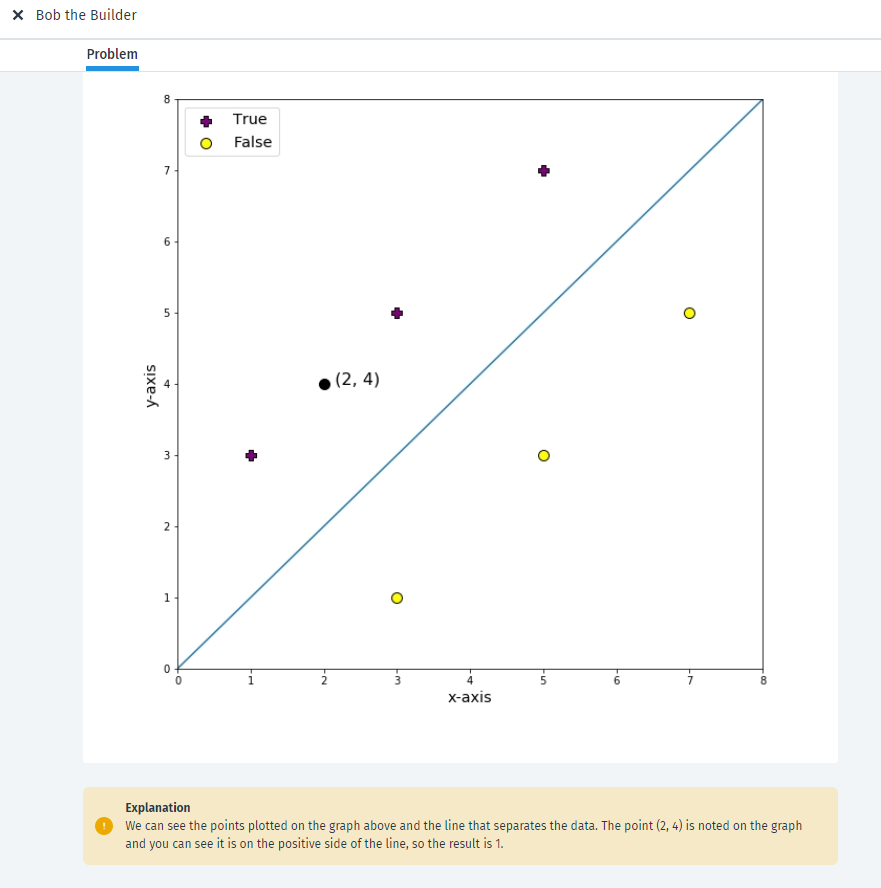 ✕ Bob the Builder
Problem
True
False
8
7
6
5
4
3
2
1
0
y-axis
(2, 4)
0 1 2 3 4 5 6 7 8
x-axis
Explanation
We can see the points plotted on the graph above and the line that separates the data. The point (2, 4) is noted on the graph
and you can see it is on the positive side of the line, so the result is 1.